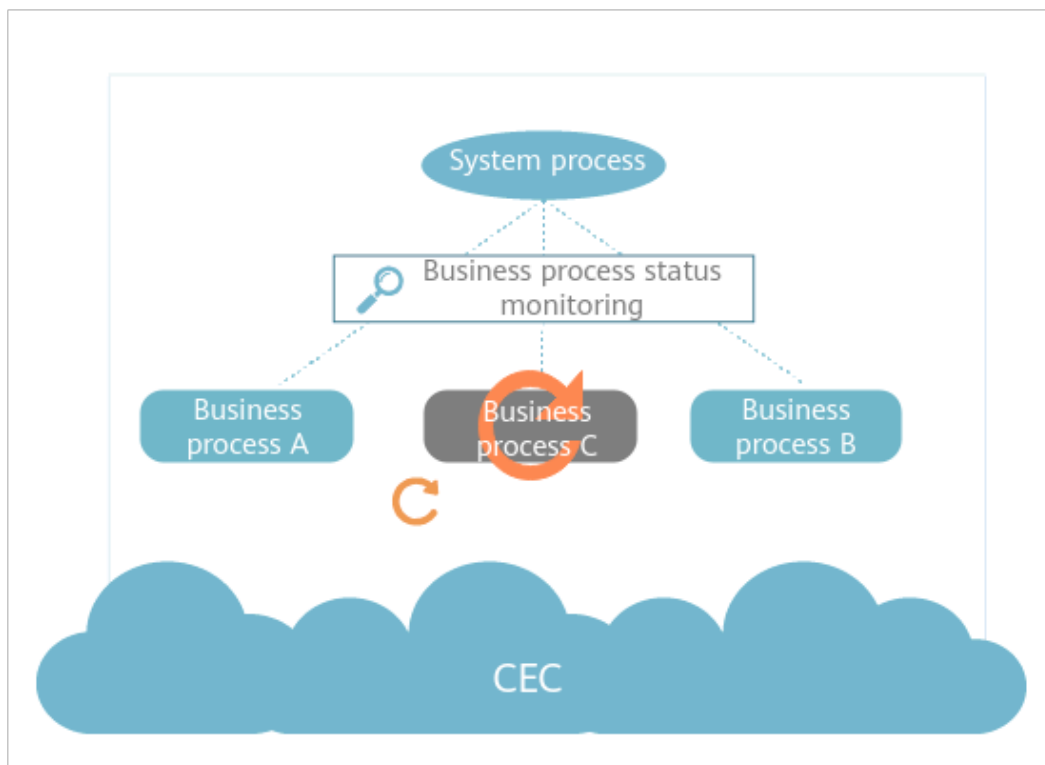 System process
Business process status
monitoring
Business
process A
Business
process C
Business
process B
CEC